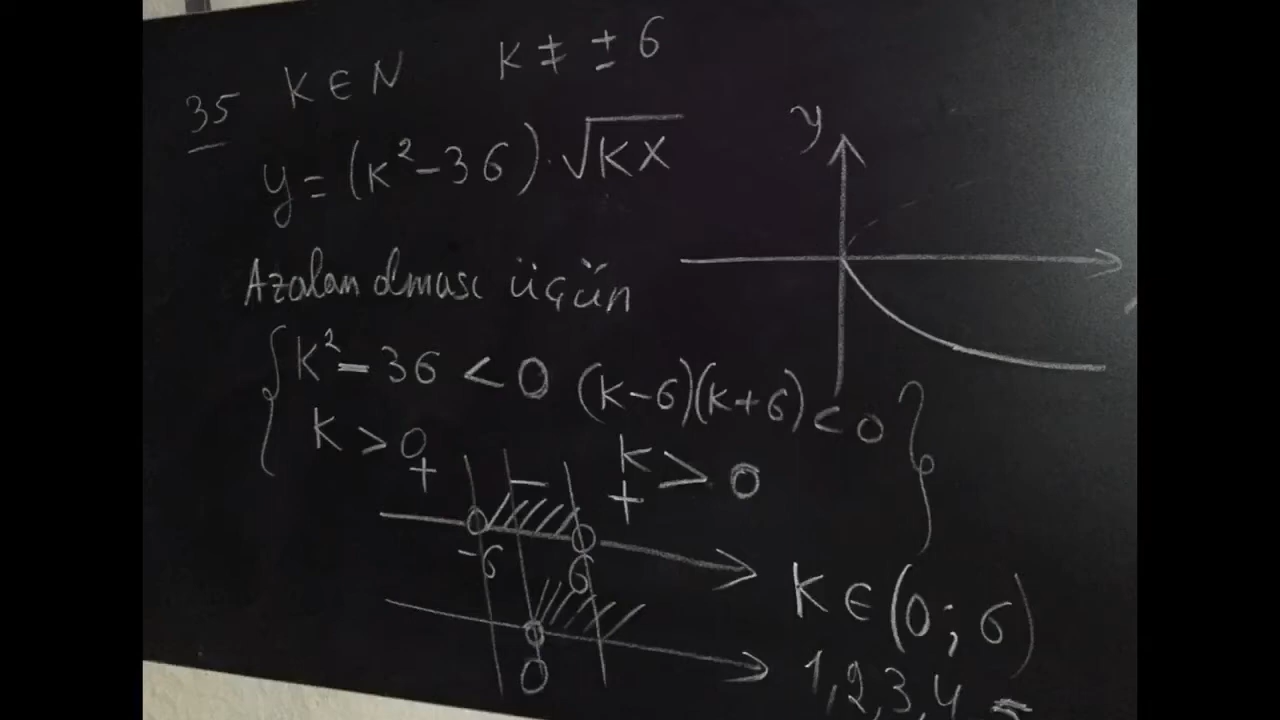 35 K ∈ N K ≠ ± 6
y = (K² - 36) · √KX
y
Azalan olması üçün
{ K² - 36 < 0 (K-6)(K+6) < 0 }
K > 0 K > 0
+ - +
-6 6
0
K ∈ (0; 6)
1, 2, 3, 4, 5